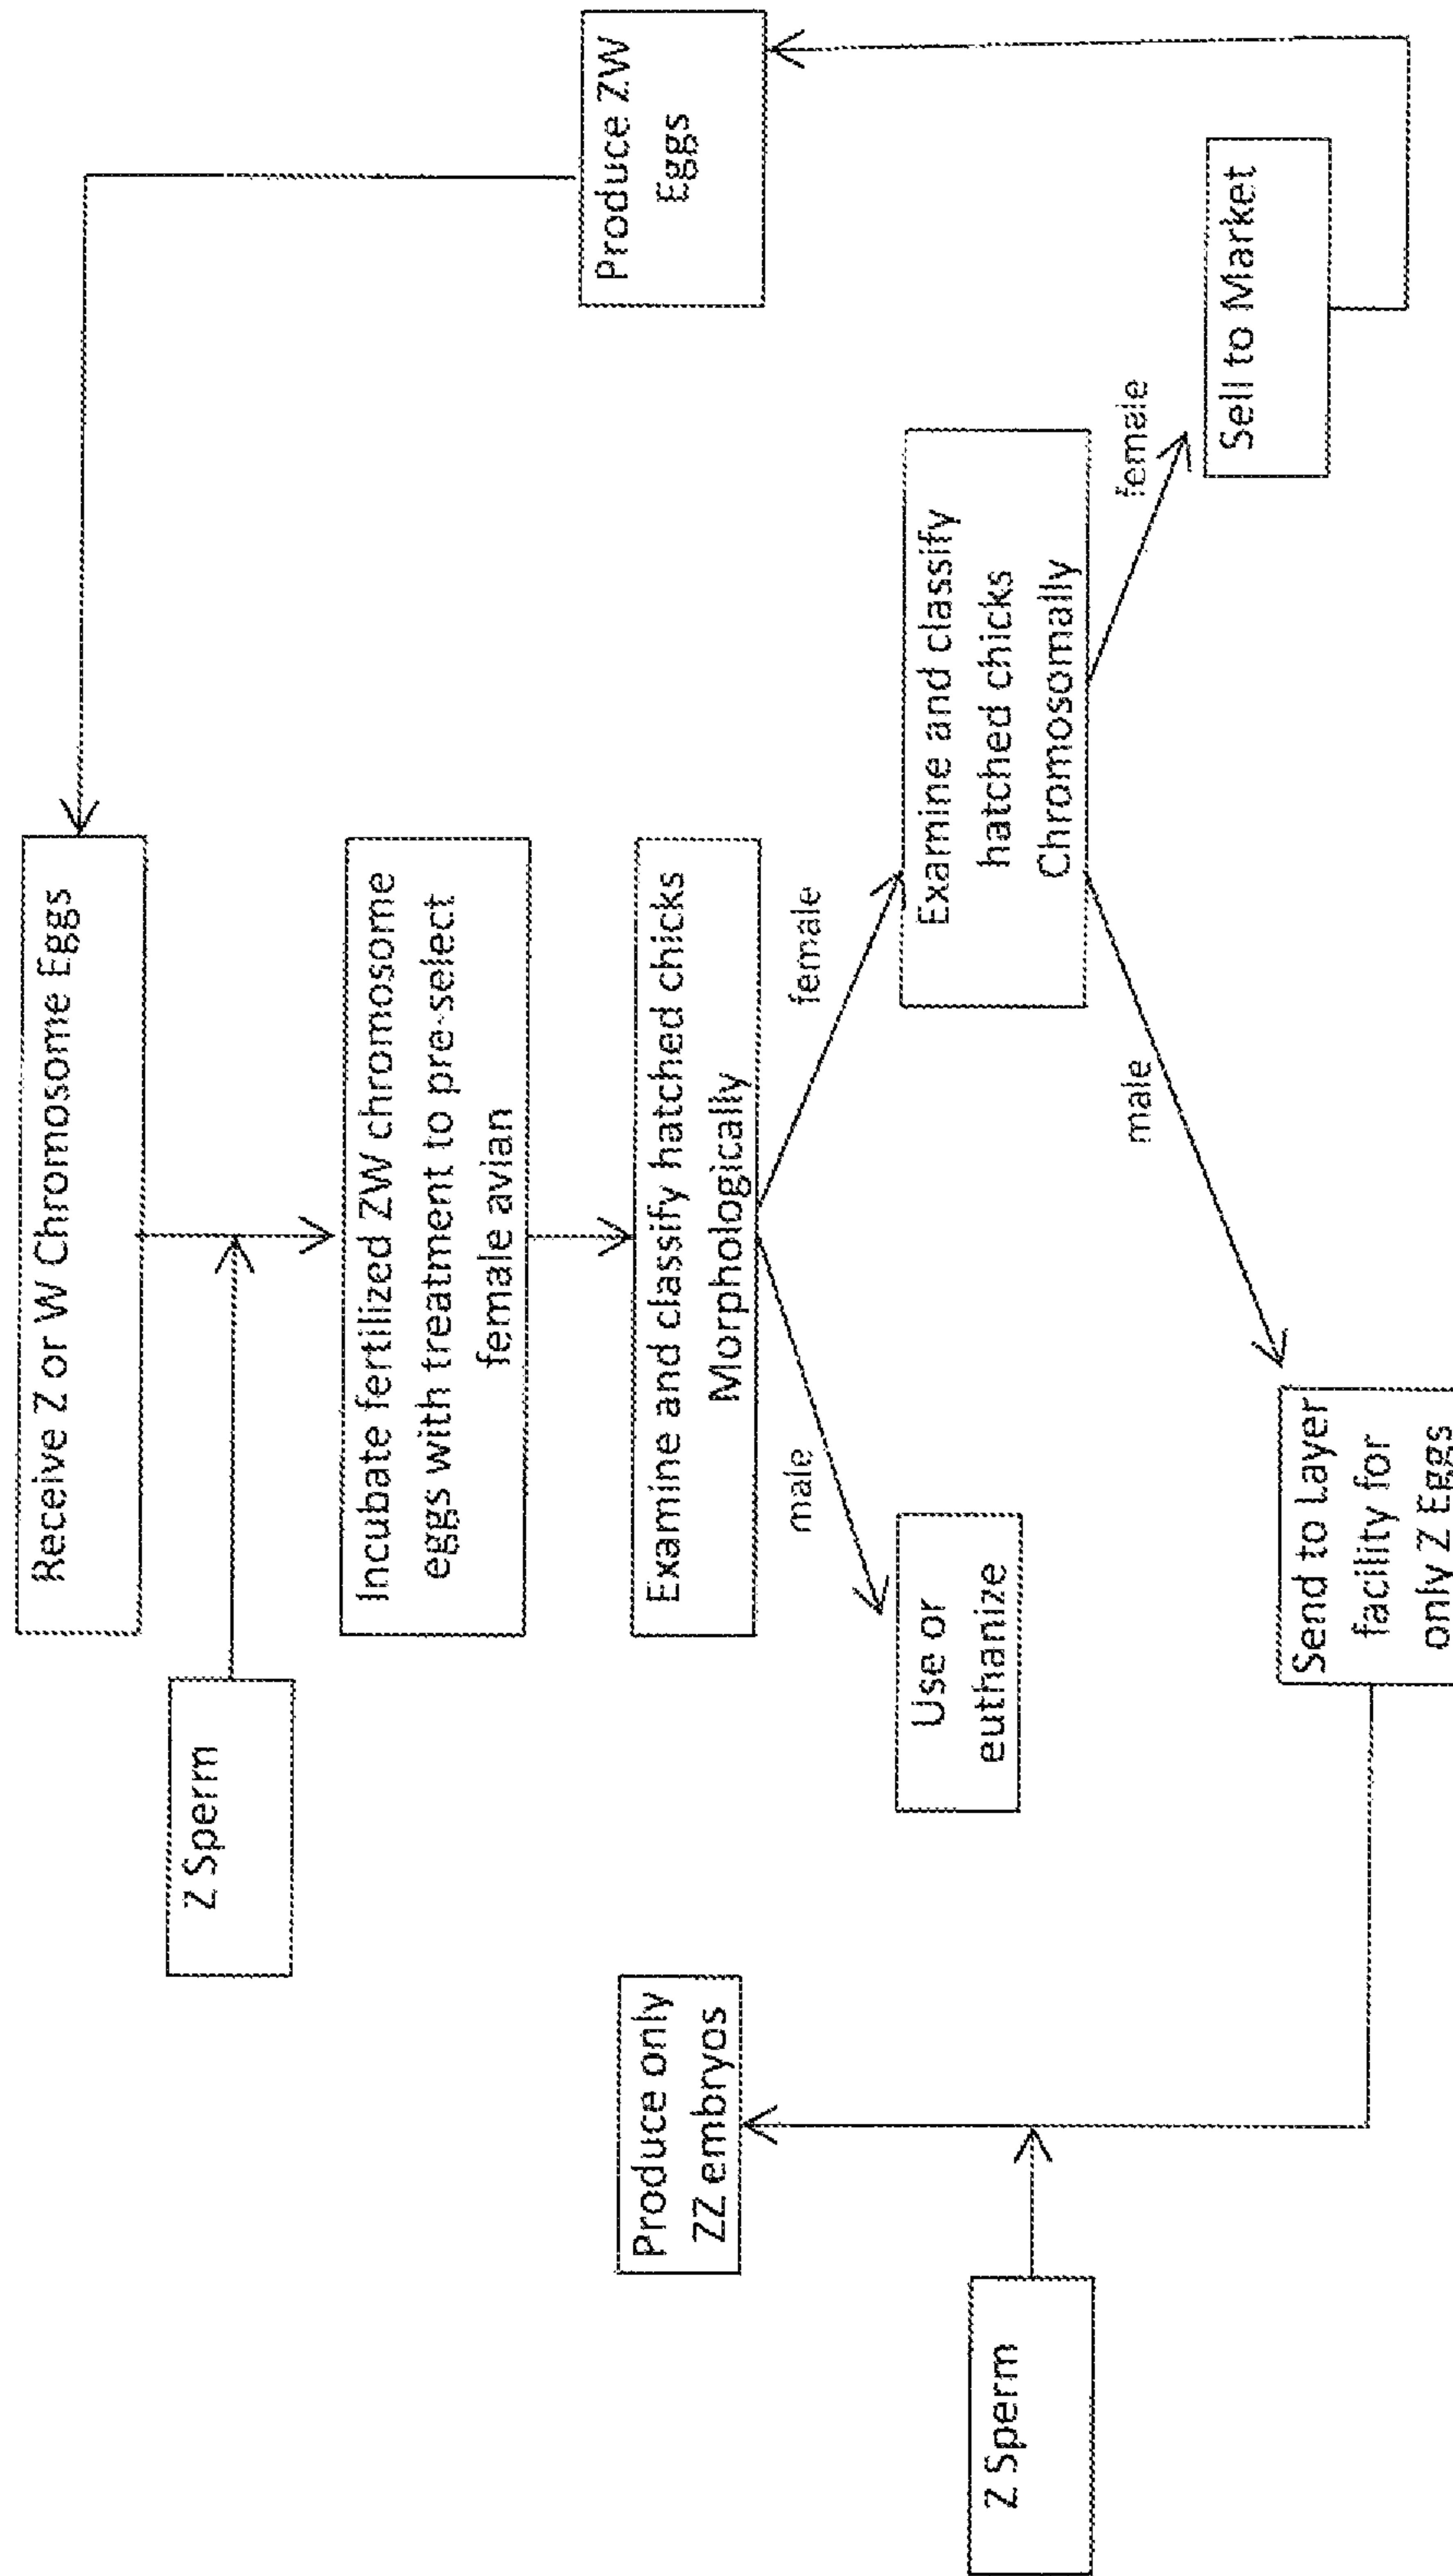 Receive Z or W Chromosome Eggs
Z Sperm
Incubate fertilized ZW chromosome
eggs with treatment to pre-select
female avian
Produce ZW
Eggs
Examine and classify hatched chicks
Morphologically
male
female
Produce only
ZZ embryos
Use or
euthanize
Examine and classify
hatched chicks
Chromosomally
male
female
Z Sperm
Sell to Market
Send to Layer
facility for
only Z Eggs